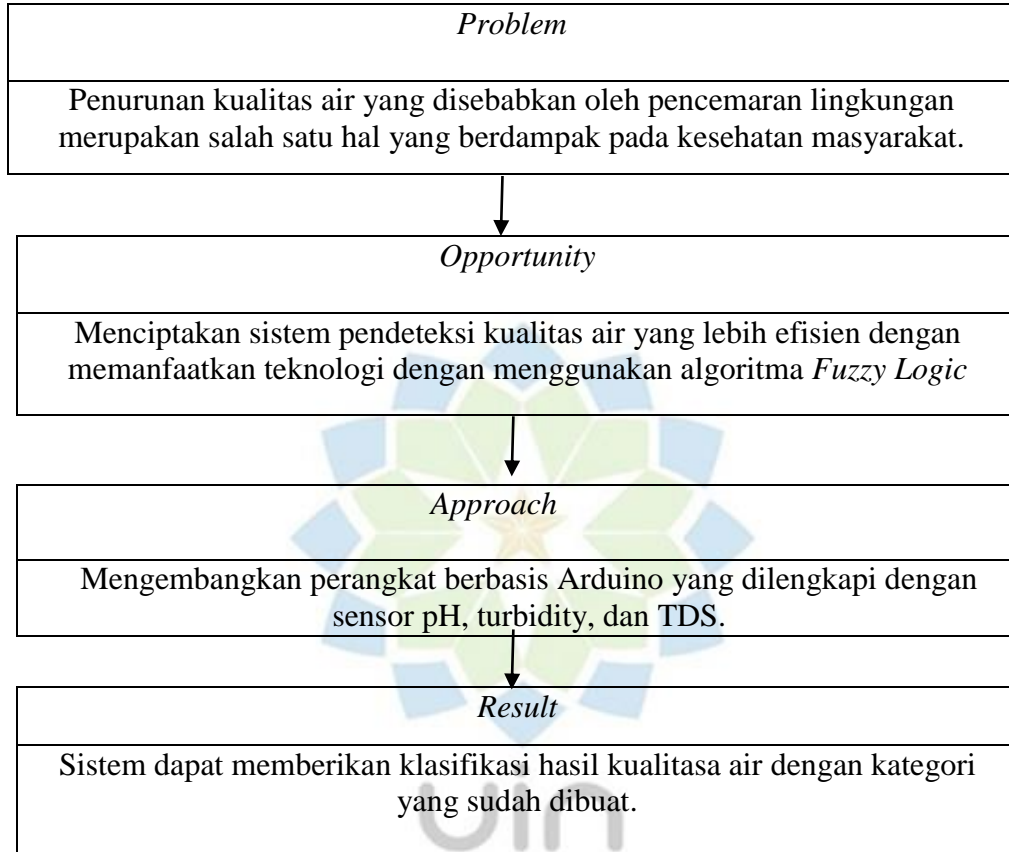 Problem
Penurunan kualitas air yang disebabkan oleh pencemaran lingkungan
merupakan salah satu hal yang berdampak pada kesehatan masyarakat.
Opportunity
Menciptakan sistem pendeteksi kualitas air yang lebih efisien dengan
memanfaatkan teknologi dengan menggunakan algoritma Fuzzy Logic
Approach
Mengembangkan perangkat berbasis Arduino yang dilengkapi dengan
sensor pH, turbidity, dan TDS.
Result
Sistem dapat memberikan klasifikasi hasil kualitasa air dengan kategori
yang sudah dibuat.
uin